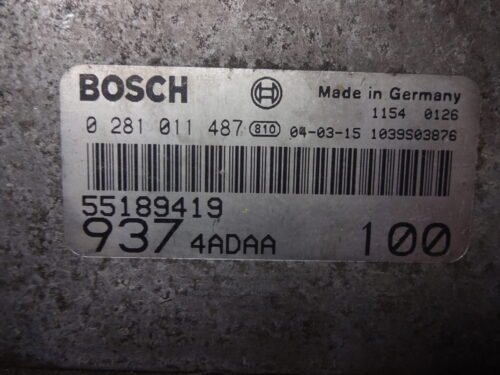 BOSCH Made in Germany
1154 0126
0 281 011 487 810 04-03-15 1039S03876
55189419
937 4ADAA 100